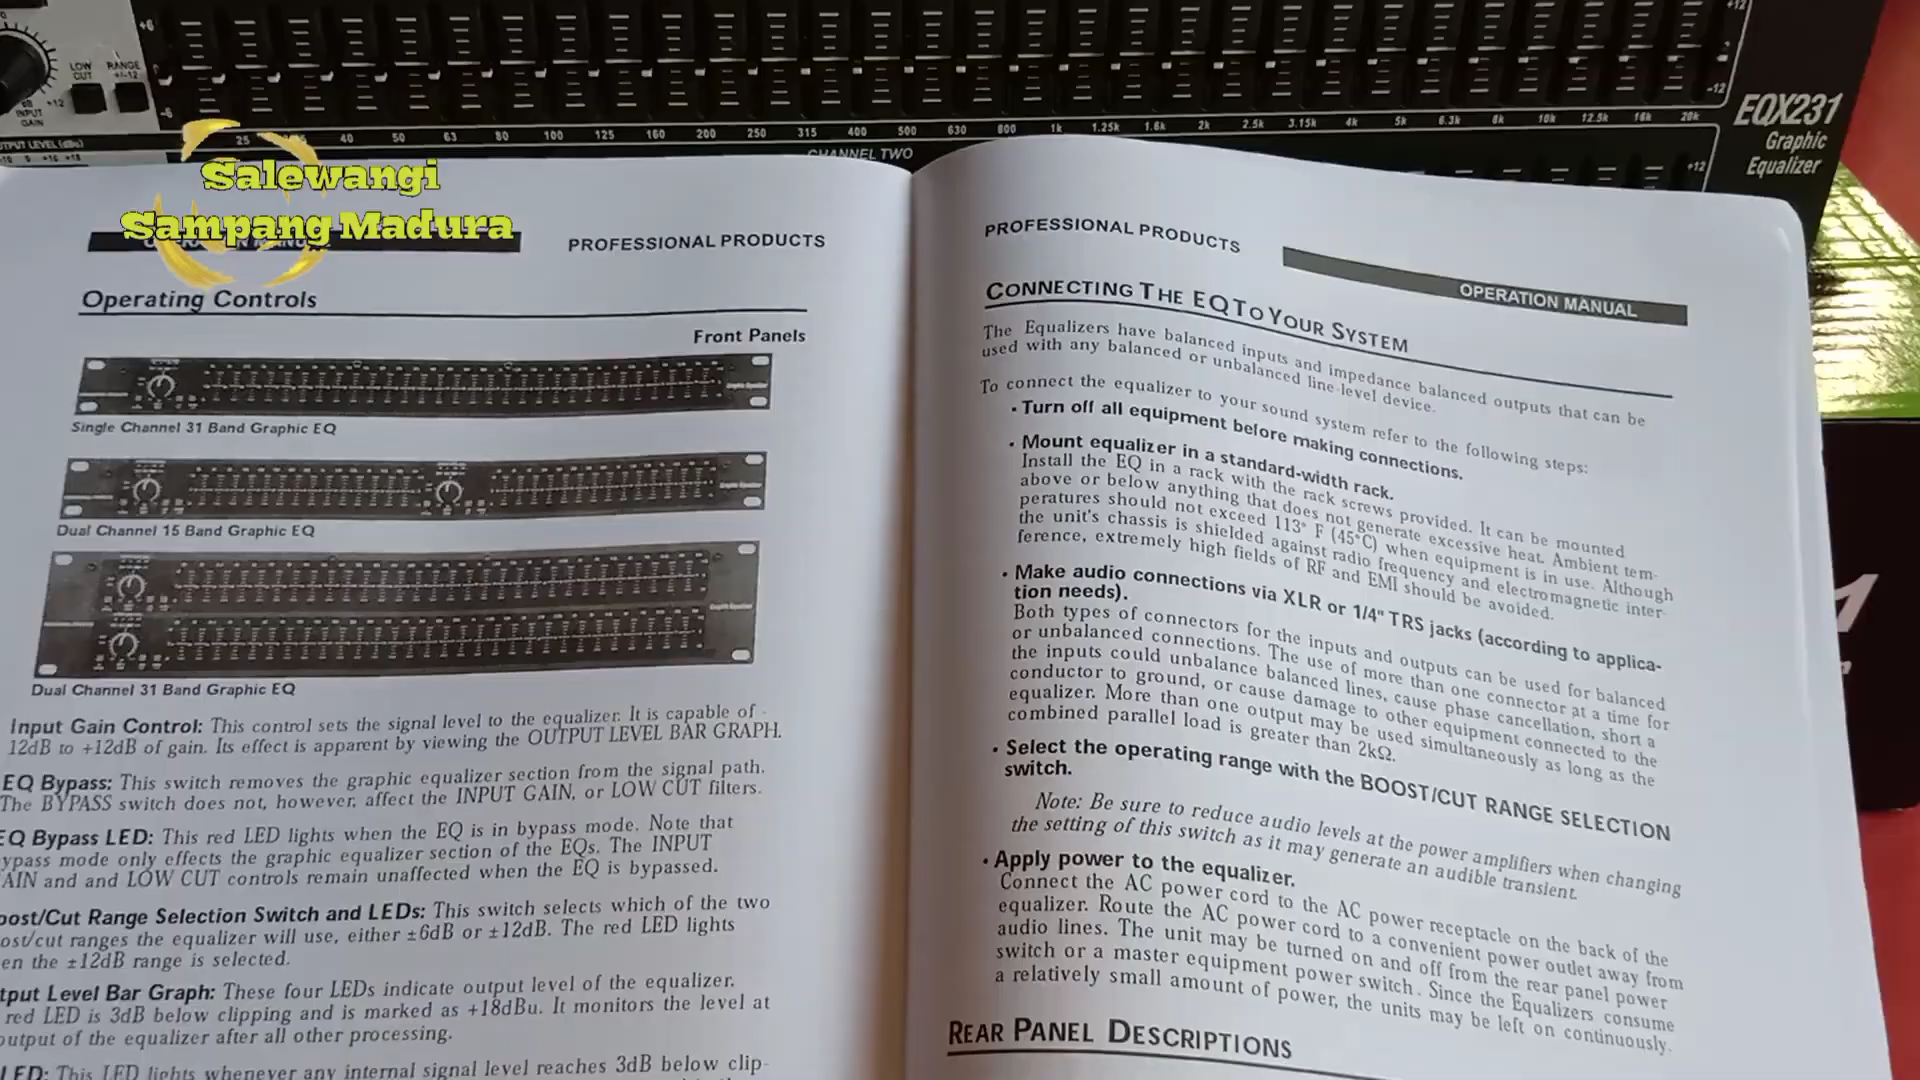 +6
+12
LOW
CUT
RANGE
+/-12
-6
-12
+12
dB
INPUT
GAIN
25 40 50 63 80 100 125 160 200 250 315 400 500 630 800 1k 1.25k 1.6k 2k 2.5k 3.15k 4k 5k 6.3k 8k 10k 12.5k 16k 20k
EQX231
Graphic
Equalizer
CHANNEL TWO
+12
Salewangi
Sampang Madura
PROFESSIONAL PRODUCTS
Operating Controls
Front Panels
Single Channel 31 Band Graphic EQ
Dual Channel 15 Band Graphic EQ
Dual Channel 31 Band Graphic EQ
Input Gain Control: This control sets the signal level to the equalizer. It is capable of -
12dB to +12dB of gain. Its effect is apparent by viewing the OUTPUT LEVEL BAR GRAPH.
EQ Bypass: This switch removes the graphic equalizer section from the signal path.
The BYPASS switch does not, however, affect the INPUT GAIN, or LOW CUT filters.
EQ Bypass LED: This red LED lights when the EQ is in bypass mode. Note that
ypass mode only effects the graphic equalizer section of the EQs. The INPUT
AIN and and LOW CUT controls remain unaffected when the EQ is bypassed.
oost/Cut Range Selection Switch and LEDs: This switch selects which of the two
ost/cut ranges the equalizer will use, either ±6dB or ±12dB. The red LED lights
en the ±12dB range is selected.
tput Level Bar Graph: These four LEDs indicate output level of the equalizer.
red LED is 3dB below clipping and is marked as +18dBu. It monitors the level at
output of the equalizer after all other processing.
LED: This LED lights whenever any internal signal level reaches 3dB below clip-
PROFESSIONAL PRODUCTS
OPERATION MANUAL
CONNECTING THE EQ TO YOUR SYSTEM
The Equalizers have balanced inputs and impedance balanced outputs that can be
used with any balanced or unbalanced line-level device.
To connect the equalizer to your sound system refer to the following steps:
• Turn off all equipment before making connections.
• Mount equalizer in a standard-width rack.
Install the EQ in a rack with the rack screws provided. It can be mounted
above or below anything that does not generate excessive heat. Ambient tem-
peratures should not exceed 113° F (45°C) when equipment is in use. Although
the unit's chassis is shielded against radio frequency and electromagnetic inter-
ference, extremely high fields of RF and EMI should be avoided.
• Make audio connections via XLR or 1/4" TRS jacks (according to applica-
tion needs).
Both types of connectors for the inputs and outputs can be used for balanced
or unbalanced connections. The use of more than one connector at a time for
the inputs could unbalance balanced lines, cause phase cancellation, short a
conductor to ground, or cause damage to other equipment connected to the
equalizer. More than one output may be used simultaneously as long as the
combined parallel load is greater than 2kΩ.
• Select the operating range with the BOOST/CUT RANGE SELECTION
switch.
Note: Be sure to reduce audio levels at the power amplifiers when changing
the setting of this switch as it may generate an audible transient.
• Apply power to the equalizer.
Connect the AC power cord to the AC power receptacle on the back of the
equalizer. Route the AC power cord to a convenient power outlet away from
audio lines. The unit may be turned on and off from the rear panel power
switch or a master equipment power switch. Since the Equalizers consume
a relatively small amount of power, the units may be left on continuously.
REAR PANEL DESCRIPTIONS